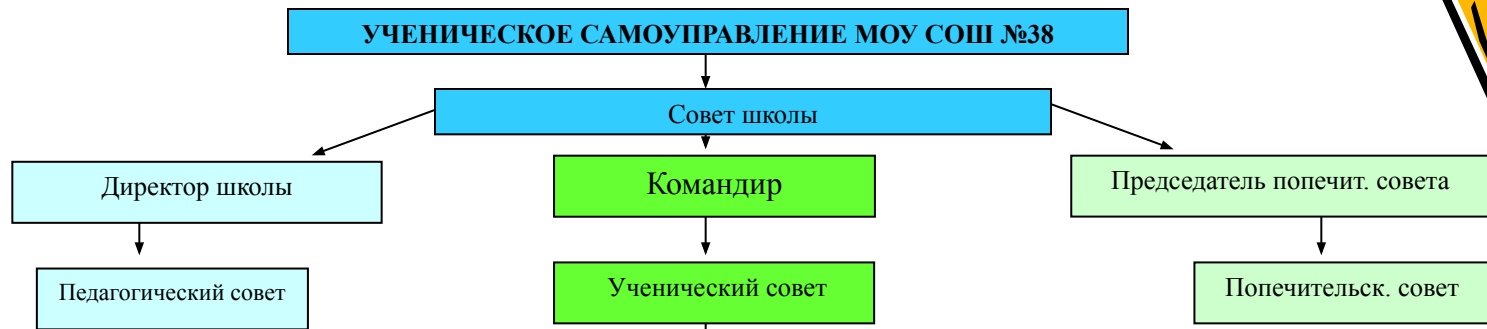 УЧЕНИЧЕСКОЕ САМОУПРАВЛЕНИЕ МОУ СОШ №38
Совет школы
Директор школы
Командир
Председатель попечит. совета
Педагогический совет
Ученический совет
Попечительск. совет